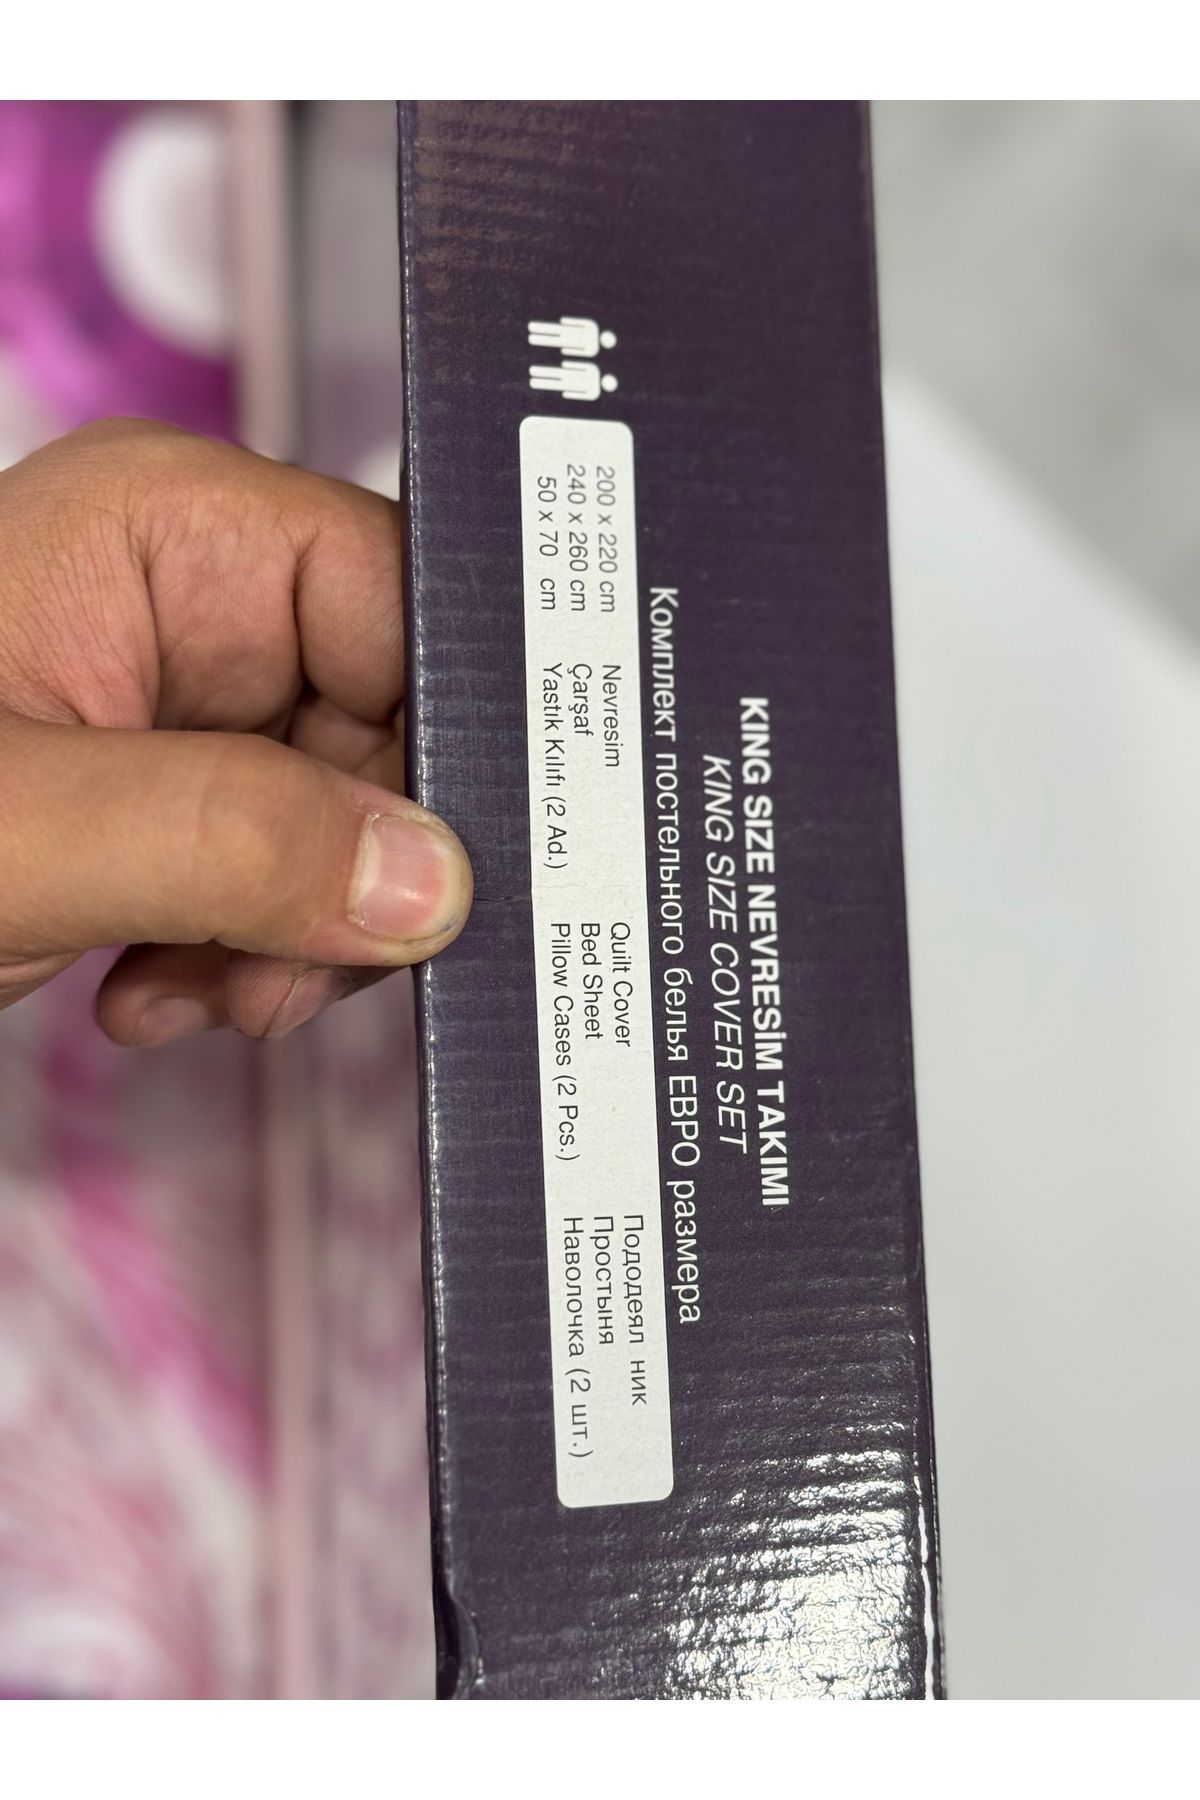 KING SIZE NEVRESİM TAKIMI
KING SIZE COVER SET
Комплект постельного белья ЕВРО размера
200 x 220 cm Nevresim Quilt Cover Пододеял ник
240 x 260 cm Çarşaf Bed Sheet Простыня
50 x 70 cm Yastık Kılıfı (2 Ad.) Pillow Cases (2 Pcs.) Наволочка (2 шт.)